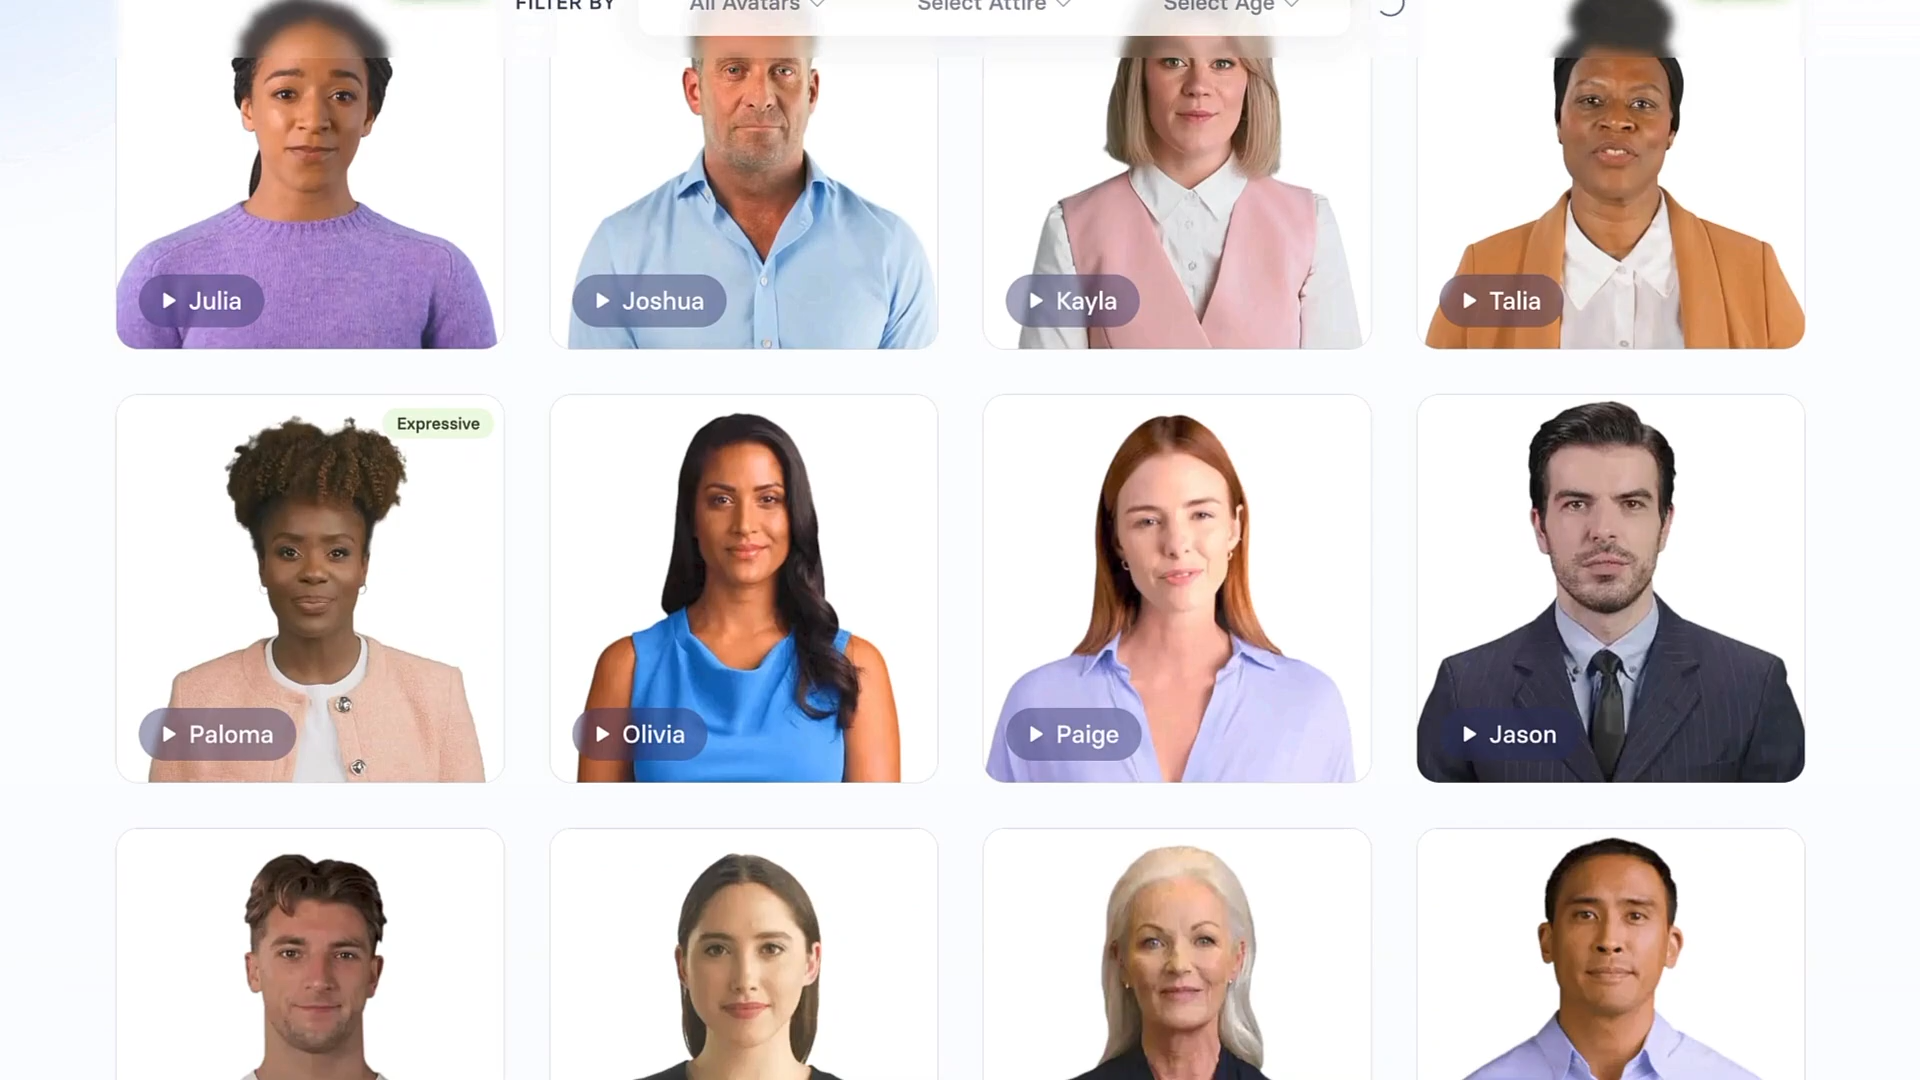 FILTER BY
All Avatars
Select Attire
Select Age
Julia
Joshua
Kayla
Talia
Expressive
Paloma
Olivia
Paige
Jason